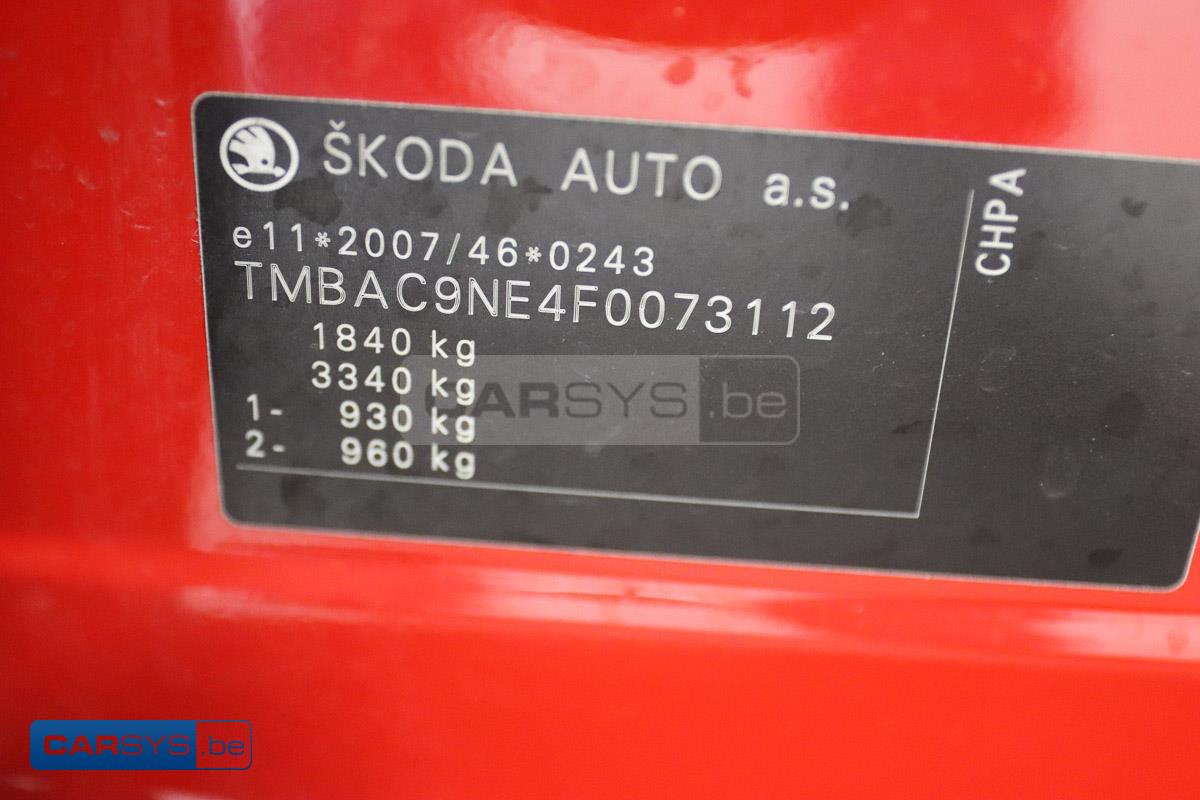 ŠKODA AUTO a.s.
e11*2007/46*0243
TMBAC9NE4F0073112
1840 kg
3340 kg
1- 930 kg
2- 960 kg
CHPA
CARSYS.be
CARSYS.be